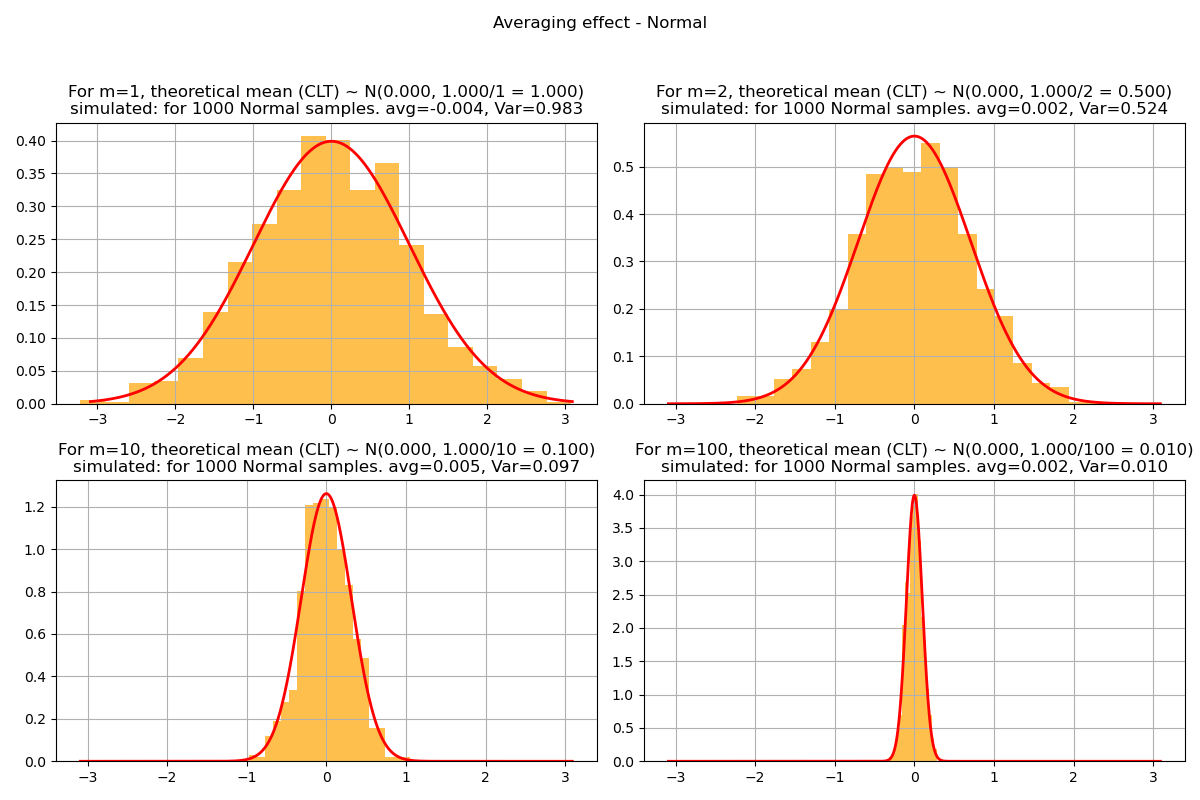 Averaging effect - Normal
For m=1, theoretical mean (CLT) ~ N(0.000, 1.000/1 = 1.000)
simulated: for 1000 Normal samples. avg=-0.004, Var=0.983
0.40
0.35
0.30
0.25
0.20
0.15
0.10
0.05
0.00
−3 −2 −1 0 1 2 3
For m=2, theoretical mean (CLT) ~ N(0.000, 1.000/2 = 0.500)
simulated: for 1000 Normal samples. avg=0.002, Var=0.524
0.5
0.4
0.3
0.2
0.1
0.0
−3 −2 −1 0 1 2 3
For m=10, theoretical mean (CLT) ~ N(0.000, 1.000/10 = 0.100)
simulated: for 1000 Normal samples. avg=0.005, Var=0.097
1.2
1.0
0.8
0.6
0.4
0.2
0.0
−3 −2 −1 0 1 2 3
For m=100, theoretical mean (CLT) ~ N(0.000, 1.000/100 = 0.010)
simulated: for 1000 Normal samples. avg=0.002, Var=0.010
4.0
3.5
3.0
2.5
2.0
1.5
1.0
0.5
0.0
−3 −2 −1 0 1 2 3